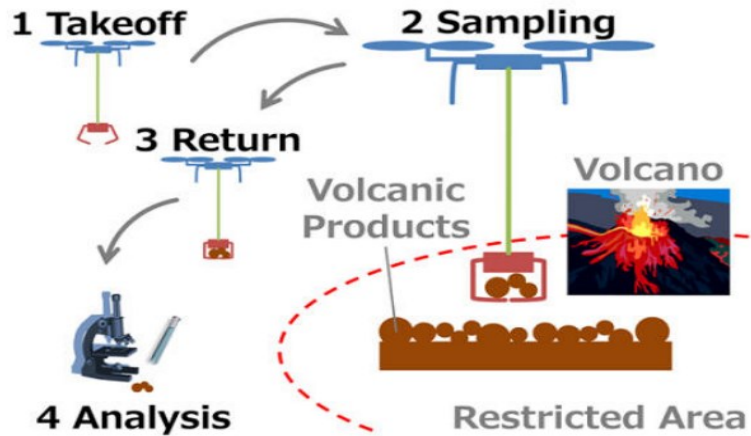 1 Takeoff
2 Sampling
3 Return
Volcano
Volcanic
Products
4 Analysis
Restricted Area